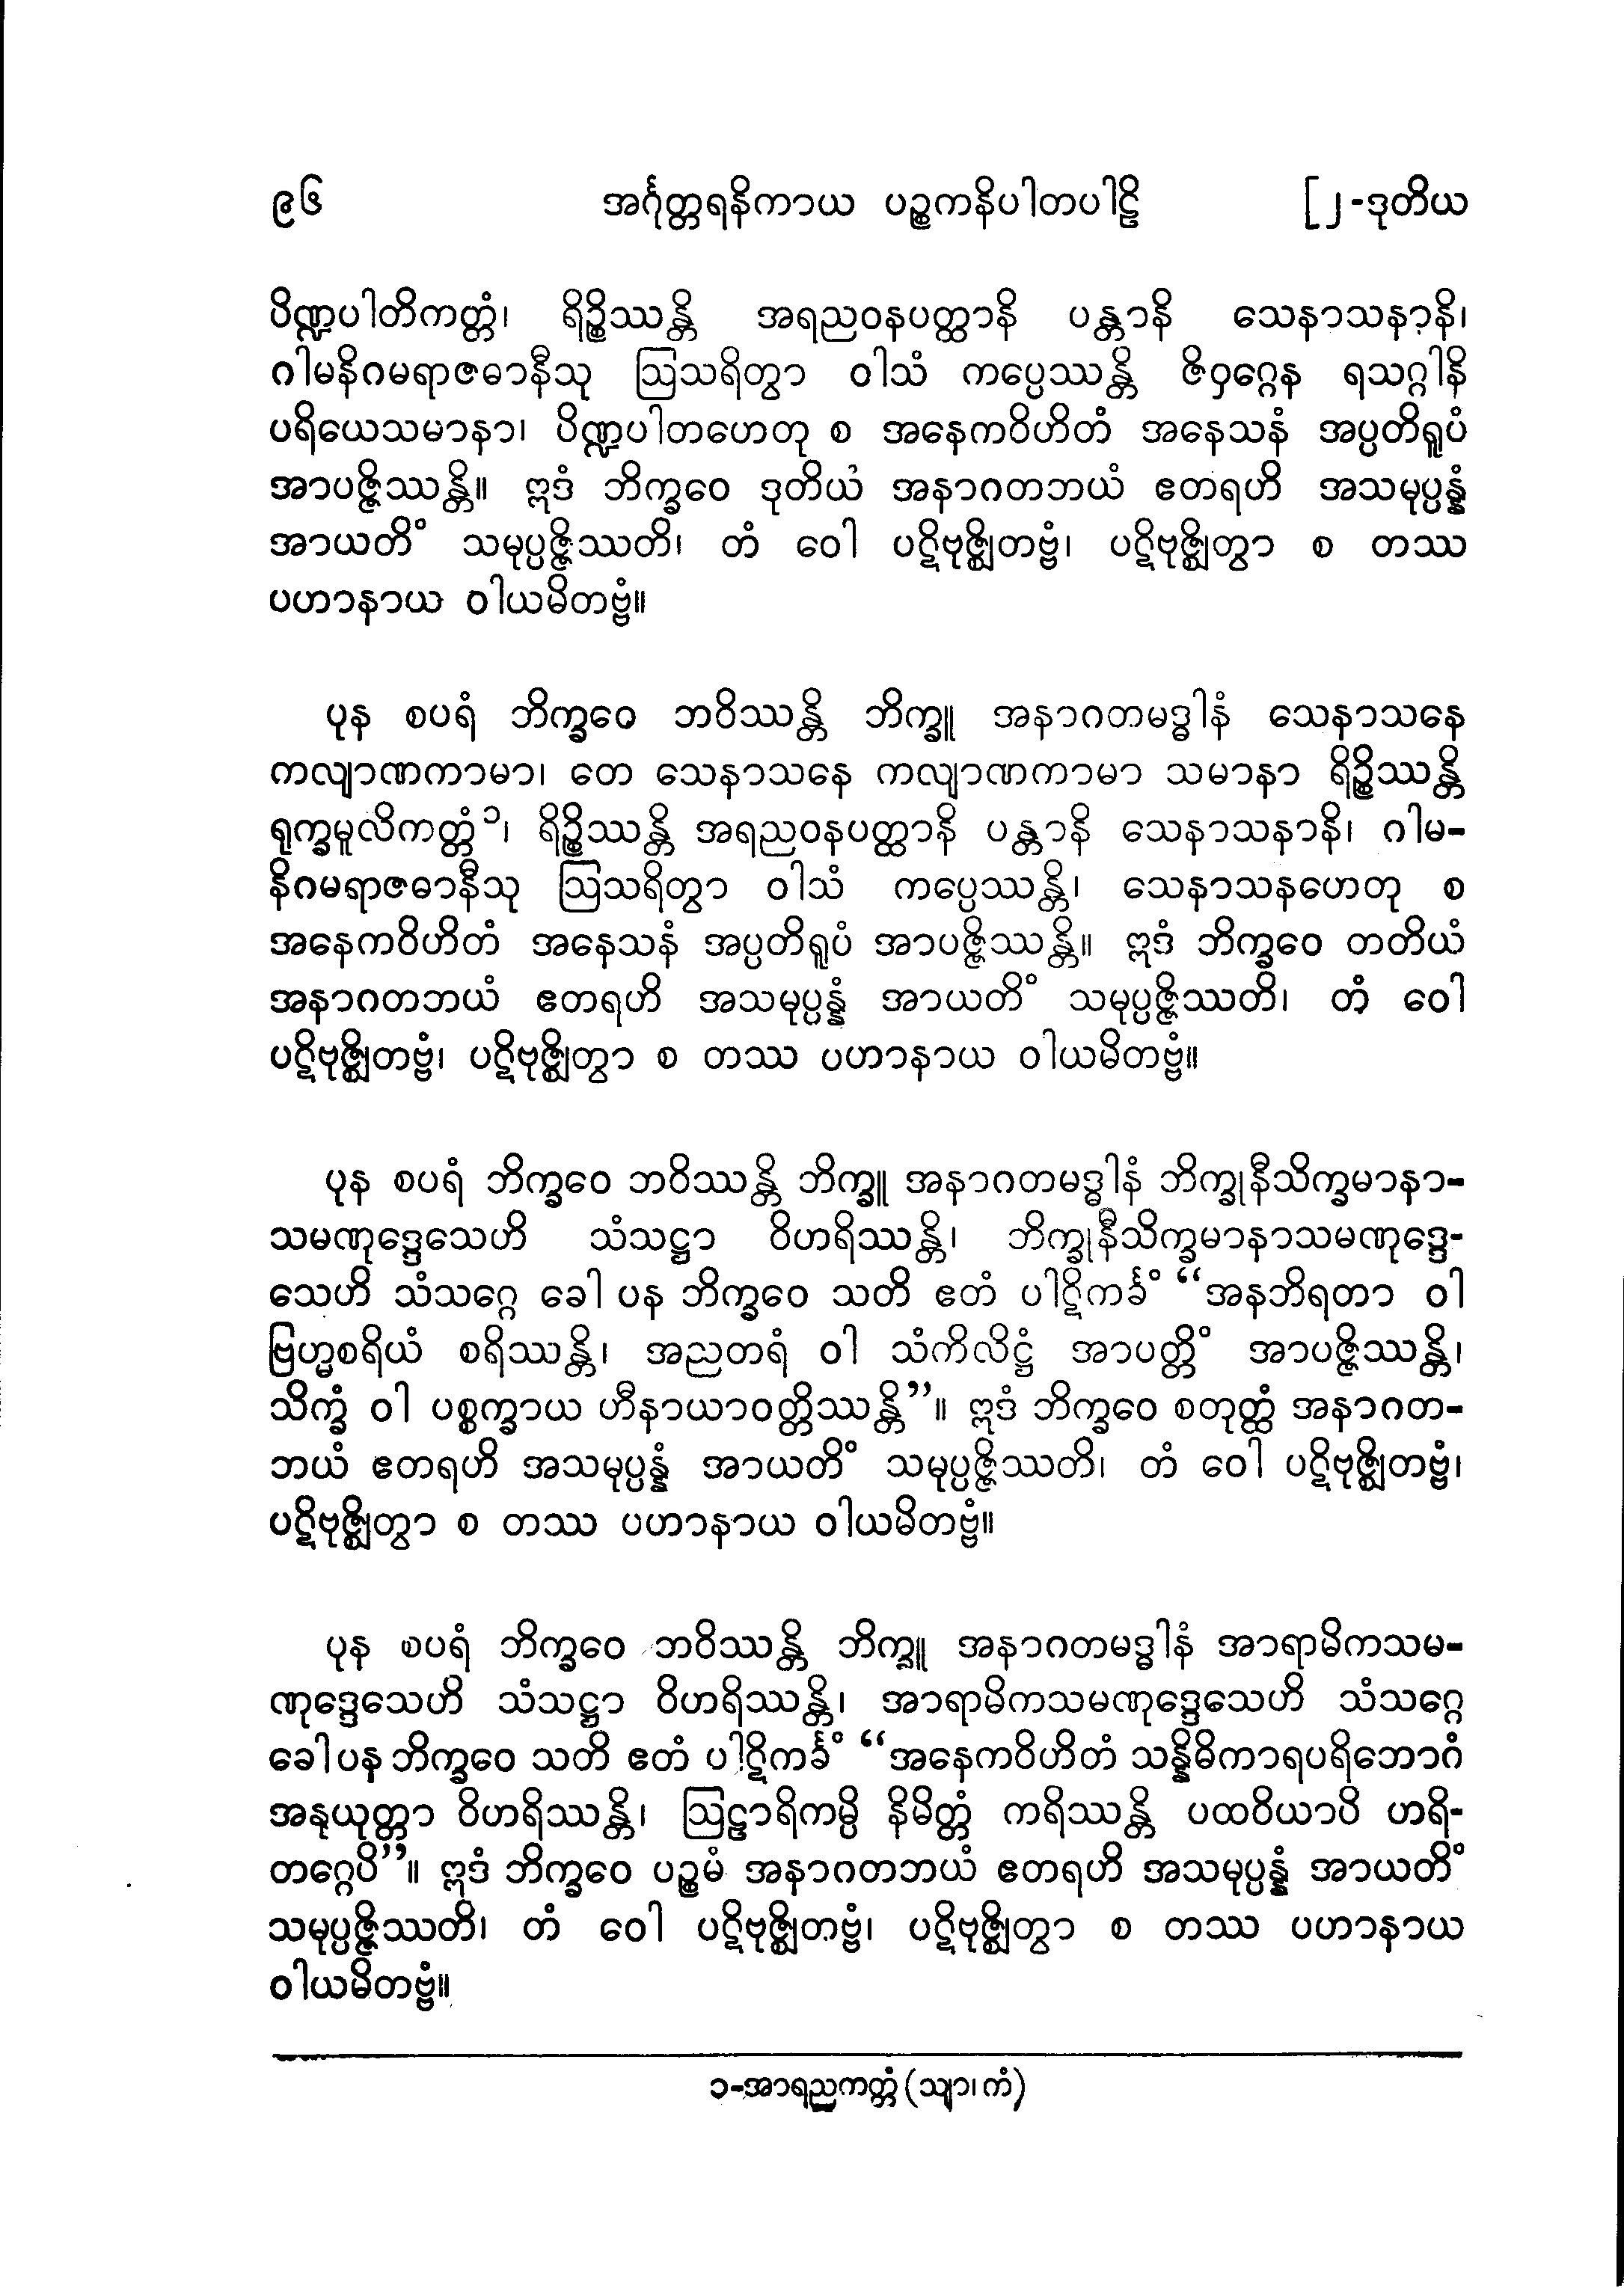 ၉၆ အင်္ဂုတ္တရနိကာယ ပဉ္စကနိပါတပါဠိ [၂-ဒုတိယ
ပိဏ္ဍပါတိကတ္တံ၊ ရိဉ္စိဿန္တိ အရညဝနပတ္ထာနိ ပန္တာနိ သေနာသနာနိ၊
ဂါမနိဂမရာဇဓာနီသု ဩသရိတွာ ဝါသံ ကပ္ပေဿန္တိ ဇိဝှဂ္ဂေန ရသဂ္ဂါနိ
ပရိယေသမာနာ၊ ပိဏ္ဍပါတဟေတု စ အနေကဝိဟိတံ အနေသနံ အပ္ပတိရူပံ
အာပဇ္ဇိဿန္တိ။ ဣဒံ ဘိက္ခဝေ ဒုတိယံ အနာဂတဘယံ ဧတရဟိ အသမုပ္ပန္နံ
အာယတိံ သမုပ္ပဇ္ဇိဿတိ၊ တံ ဝေါ ပဋိဗုဇ္ဈိတဗ္ဗံ၊ ပဋိဗုဇ္ဈိတွာ စ တဿ
ပဟာနာယ ဝါယမိတဗ္ဗံ။
ပုန စပရံ ဘိက္ခဝေ ဘဝိဿန္တိ ဘိက္ခူ အနာဂတမဒ္ဓါနံ သေနာသနေ
ကလျာဏကာမာ၊ တေ သေနာသနေ ကလျာဏကာမာ သမာနာ ရိဉ္စိဿန္တိ
ရုက္ခမူလိကတ္တံ၁၊ ရိဉ္စိဿန္တိ အရညဝနပတ္ထာနိ ပန္တာနိ သေနာသနာနိ၊ ဂါမ-
နိဂမရာဇဓာနီသု ဩသရိတွာ ဝါသံ ကပ္ပေဿန္တိ၊ သေနာသနဟေတု စ
အနေကဝိဟိတံ အနေသနံ အပ္ပတိရူပံ အာပဇ္ဇိဿန္တိ။ ဣဒံ ဘိက္ခဝေ တတိယံ
အနာဂတဘယံ ဧတရဟိ အသမုပ္ပန္နံ အာယတိံ သမုပ္ပဇ္ဇိဿတိ၊ တံ ဝေါ
ပဋိဗုဇ္ဈိတဗ္ဗံ၊ ပဋိဗုဇ္ဈိတွာ စ တဿ ပဟာနာယ ဝါယမိတဗ္ဗံ။
ပုန စပရံ ဘိက္ခဝေ ဘဝိဿန္တိ ဘိက္ခူ အနာဂတမဒ္ဓါနံ ဘိက္ခုနီသိက္ခမာနာ-
သမဏုဒ္ဒေသေဟိ သံသဋ္ဌာ ဝိဟရိဿန္တိ၊ ဘိက္ခုနီသိက္ခမာနာသမဏုဒ္ဒေ-
သေဟိ သံသဂ္ဂေ ခေါ ပန ဘိက္ခဝေ သတိ ဧတံ ပါဋိကင်္ခံ “အနဘိရတာ ဝါ
ဗြဟ္မစရိယံ စရိဿန္တိ၊ အညတရံ ဝါ သံကိလိဋ္ဌံ အာပတ္တိံ အာပဇ္ဇိဿန္တိ၊
သိက္ခံ ဝါ ပစ္စက္ခာယ ဟီနာယာဝတ္တိဿန္တိ”။ ဣဒံ ဘိက္ခဝေ စတုတ္ထံ အနာဂတ-
ဘယံ ဧတရဟိ အသမုပ္ပန္နံ အာယတိံ သမုပ္ပဇ္ဇိဿတိ၊ တံ ဝေါ ပဋိဗုဇ္ဈိတဗ္ဗံ၊
ပဋိဗုဇ္ဈိတွာ စ တဿ ပဟာနာယ ဝါယမိတဗ္ဗံ။
ပုန စပရံ ဘိက္ခဝေ ဘဝိဿန္တိ ဘိက္ခူ အနာဂတမဒ္ဓါနံ အာရာမိကသမ-
ဏုဒ္ဒေသေဟိ သံသဋ္ဌာ ဝိဟရိဿန္တိ၊ အာရာမိကသမဏုဒ္ဒေသေဟိ သံသဂ္ဂေ
ခေါ ပန ဘိက္ခဝေ သတိ ဧတံ ပါဋိကင်္ခံ “အနေကဝိဟိတံ သန္နိဓိကာရပရိဘောဂံ
အနုယုတ္တာ ဝိဟရိဿန္တိ၊ ဩဠာရိကမ္ပိ နိမိတ္တံ ကရိဿန္တိ ပထဝိယာပိ ဟရိ-
တဂ္ဂေပိ”။ ဣဒံ ဘိက္ခဝေ ပဉ္စမံ အနာဂတဘယံ ဧတရဟိ အသမုပ္ပန္နံ အာယတိံ
သမုပ္ပဇ္ဇိဿတိ၊ တံ ဝေါ ပဋိဗုဇ္ဈိတဗ္ဗံ၊ ပဋိဗုဇ္ဈိတွာ စ တဿ ပဟာနာယ
ဝါယမိတဗ္ဗံ။
၁-အာရညကတ္တံ (သျာ၊ ကံ)